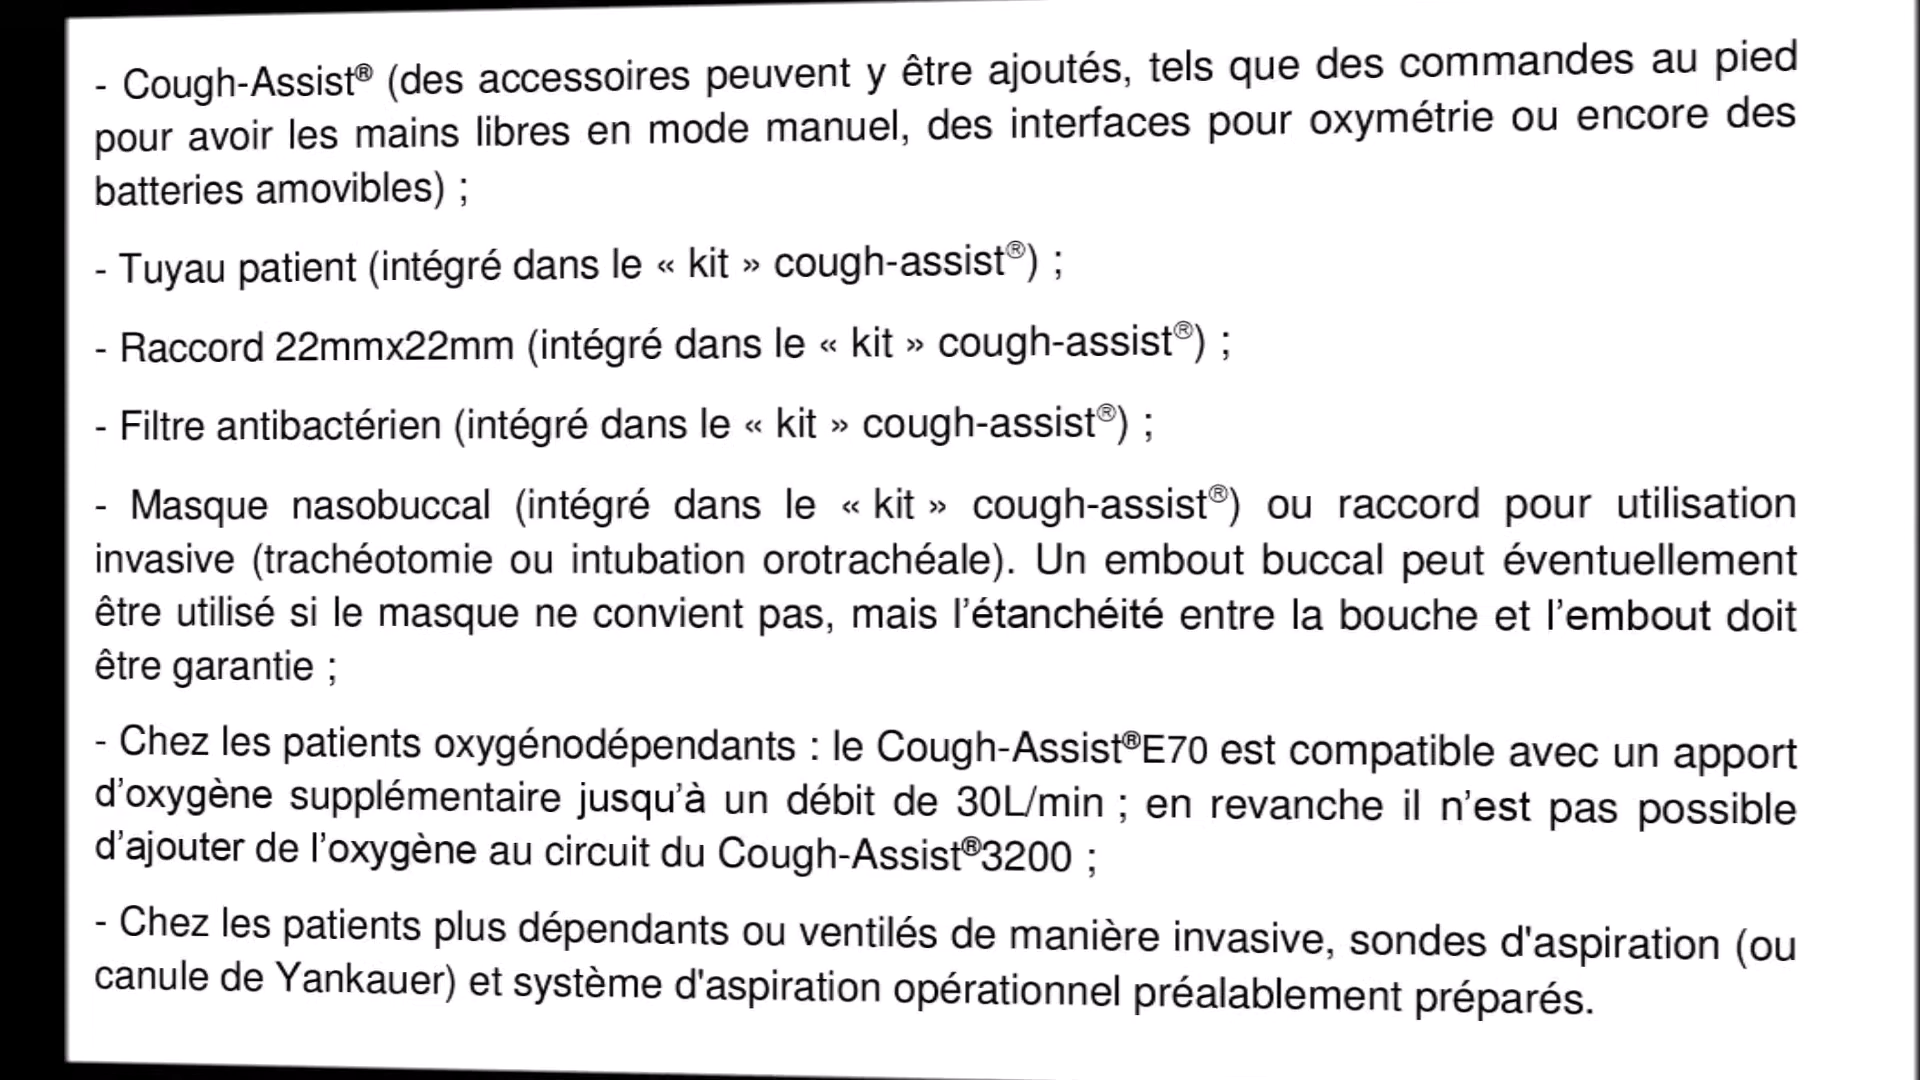 - Cough-Assist® (des accessoires peuvent y être ajoutés, tels que des commandes au pied
pour avoir les mains libres en mode manuel, des interfaces pour oxymétrie ou encore des
batteries amovibles) ;
- Tuyau patient (intégré dans le « kit » cough-assist®) ;
- Raccord 22mmx22mm (intégré dans le « kit » cough-assist®) ;
- Filtre antibactérien (intégré dans le « kit » cough-assist®) ;
- Masque nasobuccal (intégré dans le « kit » cough-assist®) ou raccord pour utilisation
invasive (trachéotomie ou intubation orotrachéale). Un embout buccal peut éventuellement
être utilisé si le masque ne convient pas, mais l’étanchéité entre la bouche et l’embout doit
être garantie ;
- Chez les patients oxygénodépendants : le Cough-Assist®E70 est compatible avec un apport
d’oxygène supplémentaire jusqu’à un débit de 30L/min ; en revanche il n’est pas possible
d’ajouter de l’oxygène au circuit du Cough-Assist®3200 ;
- Chez les patients plus dépendants ou ventilés de manière invasive, sondes d'aspiration (ou
canule de Yankauer) et système d'aspiration opérationnel préalablement préparés.